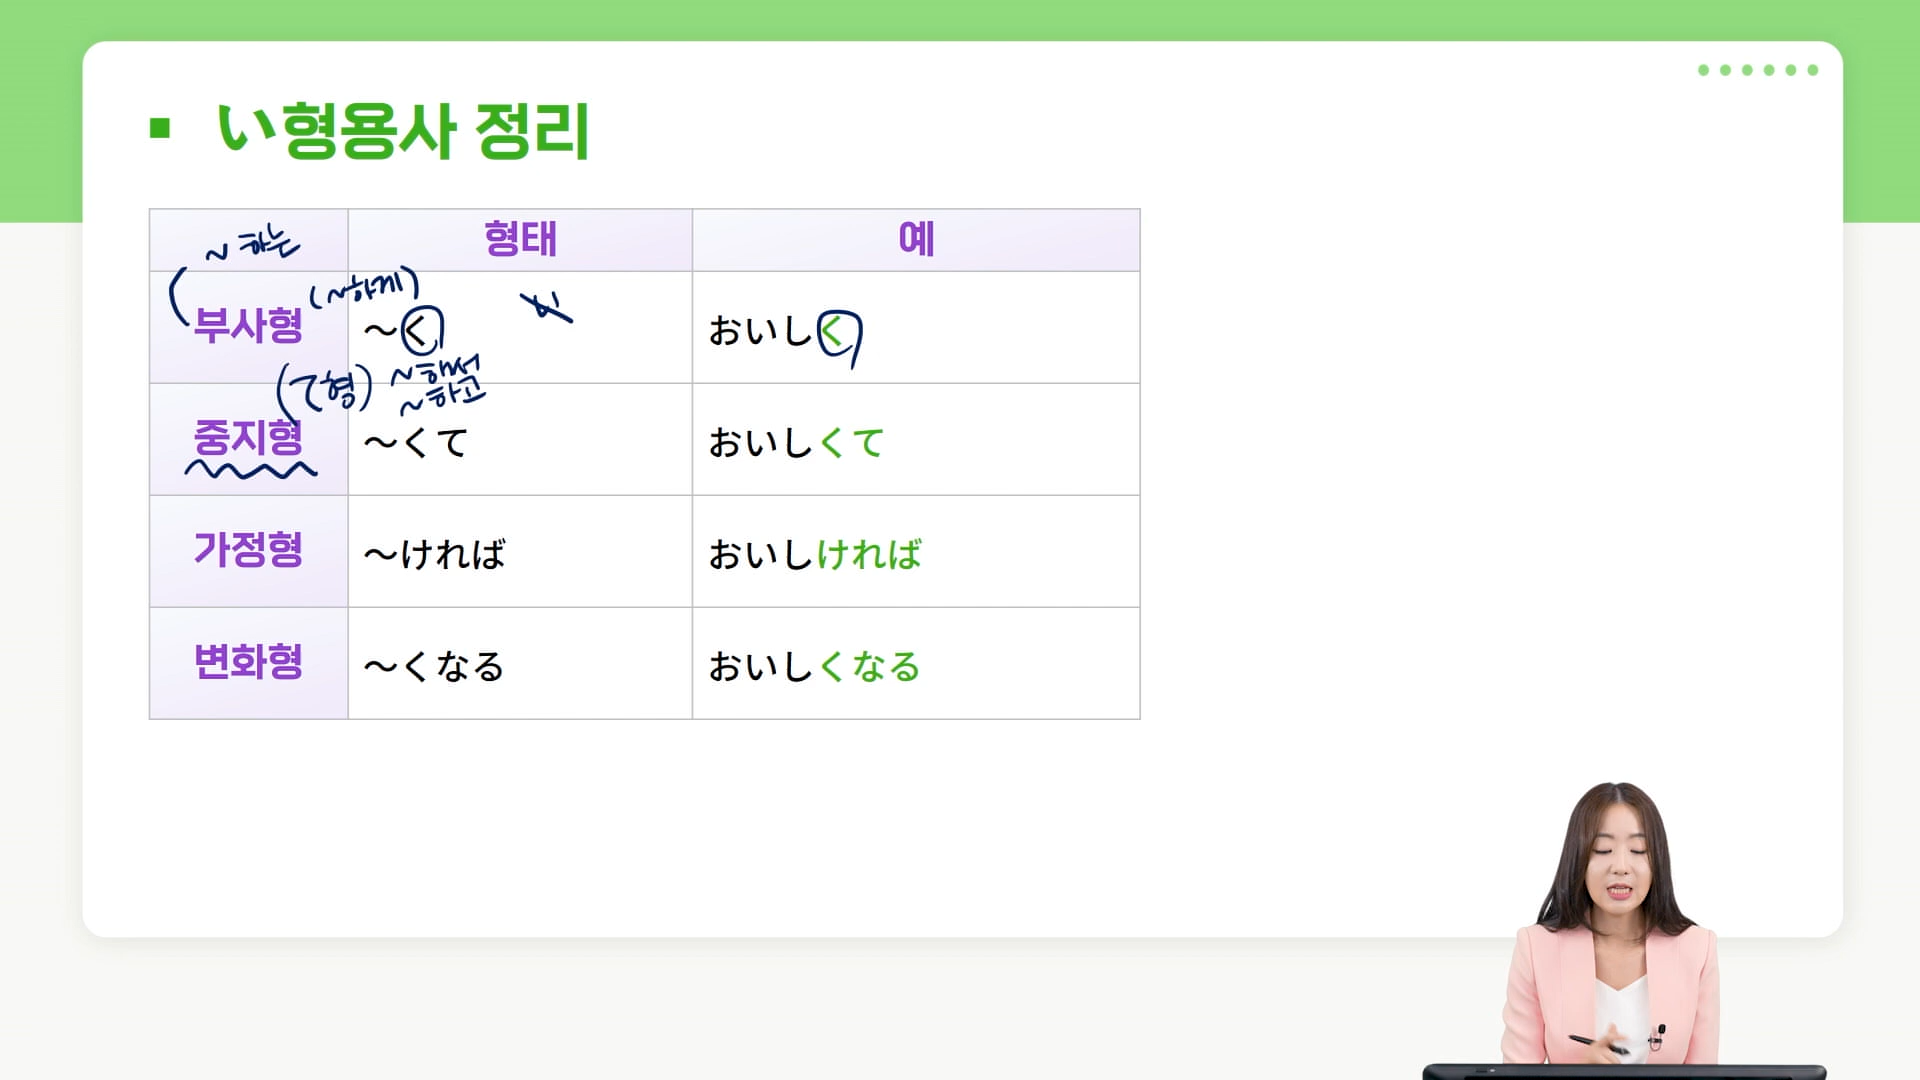 ▪ い형용사 정리
형태 예
~하는
부사형 (~하게) ～く い おいしく
중지형 (て형) ~해서 ~하고 ～くて おいしくて
가정형 ～ければ おいしければ
변화형 ～くなる おいしくなる